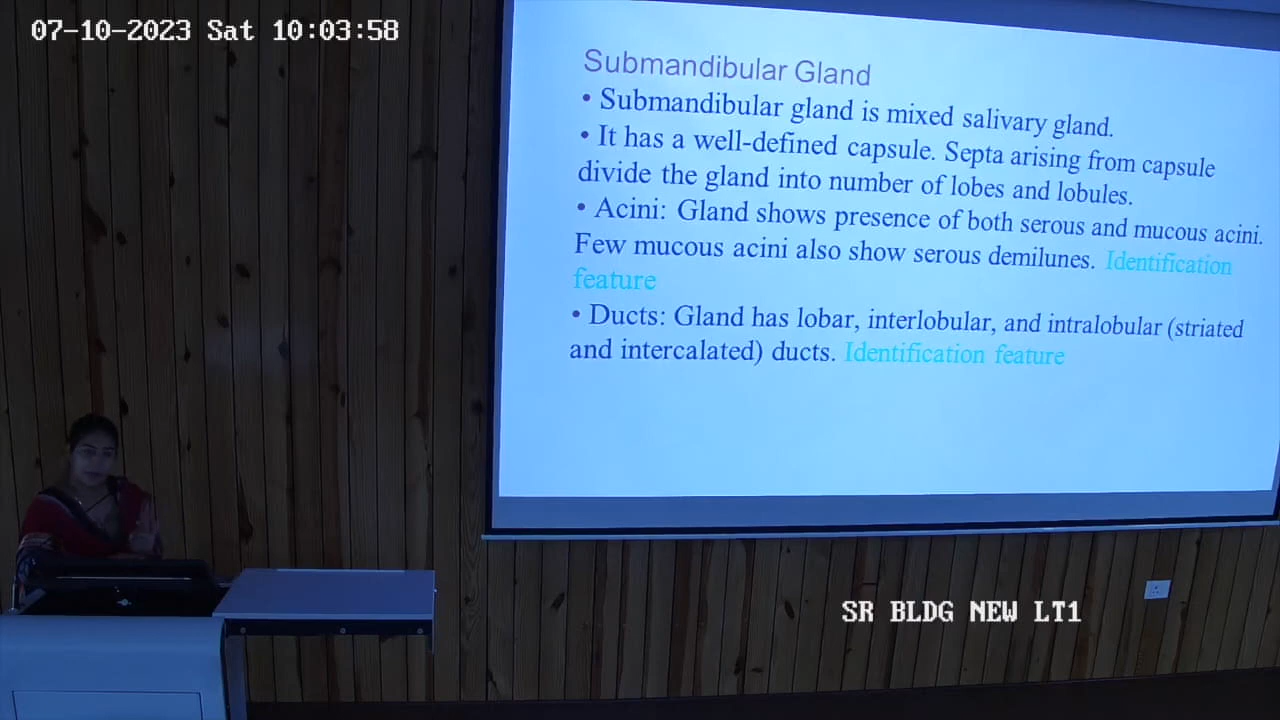 07-10-2023 Sat 10:03:58
Submandibular Gland
• Submandibular gland is mixed salivary gland.
• It has a well-defined capsule. Septa arising from capsule
divide the gland into number of lobes and lobules.
• Acini: Gland shows presence of both serous and mucous acini.
Few mucous acini also show serous demilunes. Identification
feature
• Ducts: Gland has lobar, interlobular, and intralobular (striated
and intercalated) ducts. Identification feature
SR BLDG NEW LT1